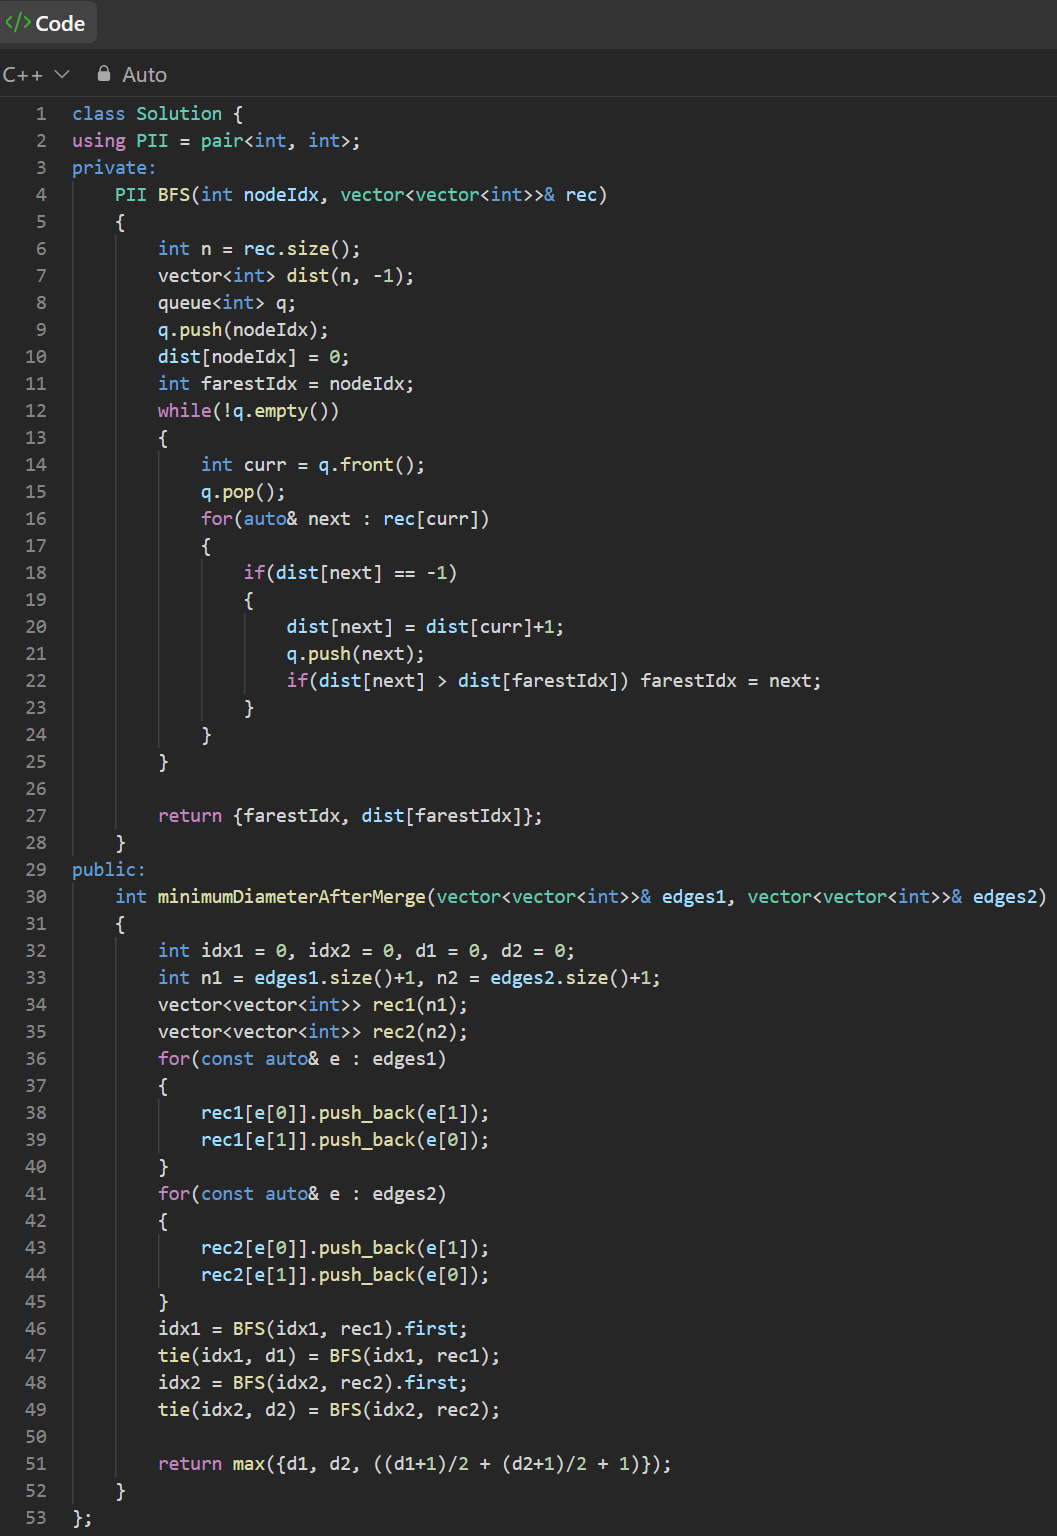 </> Code
C++ Auto
1 class Solution {
2 using PII = pair<int, int>;
3 private:
4     PII BFS(int nodeIdx, vector<vector<int>>& rec)
5     {
6         int n = rec.size();
7         vector<int> dist(n, -1);
8         queue<int> q;
9         q.push(nodeIdx);
10         dist[nodeIdx] = 0;
11         int farestIdx = nodeIdx;
12         while(!q.empty())
13         {
14             int curr = q.front();
15             q.pop();
16             for(auto& next : rec[curr])
17             {
18                 if(dist[next] == -1)
19                 {
20                     dist[next] = dist[curr]+1;
21                     q.push(next);
22                     if(dist[next] > dist[farestIdx]) farestIdx = next;
23                 }
24             }
25         }
26
27         return {farestIdx, dist[farestIdx]};
28     }
29 public:
30     int minimumDiameterAfterMerge(vector<vector<int>>& edges1, vector<vector<int>>& edges2)
31     {
32         int idx1 = 0, idx2 = 0, d1 = 0, d2 = 0;
33         int n1 = edges1.size()+1, n2 = edges2.size()+1;
34         vector<vector<int>> rec1(n1);
35         vector<vector<int>> rec2(n2);
36         for(const auto& e : edges1)
37         {
38             rec1[e[0]].push_back(e[1]);
39             rec1[e[1]].push_back(e[0]);
40         }
41         for(const auto& e : edges2)
42         {
43             rec2[e[0]].push_back(e[1]);
44             rec2[e[1]].push_back(e[0]);
45         }
46         idx1 = BFS(idx1, rec1).first;
47         tie(idx1, d1) = BFS(idx1, rec1);
48         idx2 = BFS(idx2, rec2).first;
49         tie(idx2, d2) = BFS(idx2, rec2);
50
51         return max({d1, d2, ((d1+1)/2 + (d2+1)/2 + 1)});
52     }
53 };